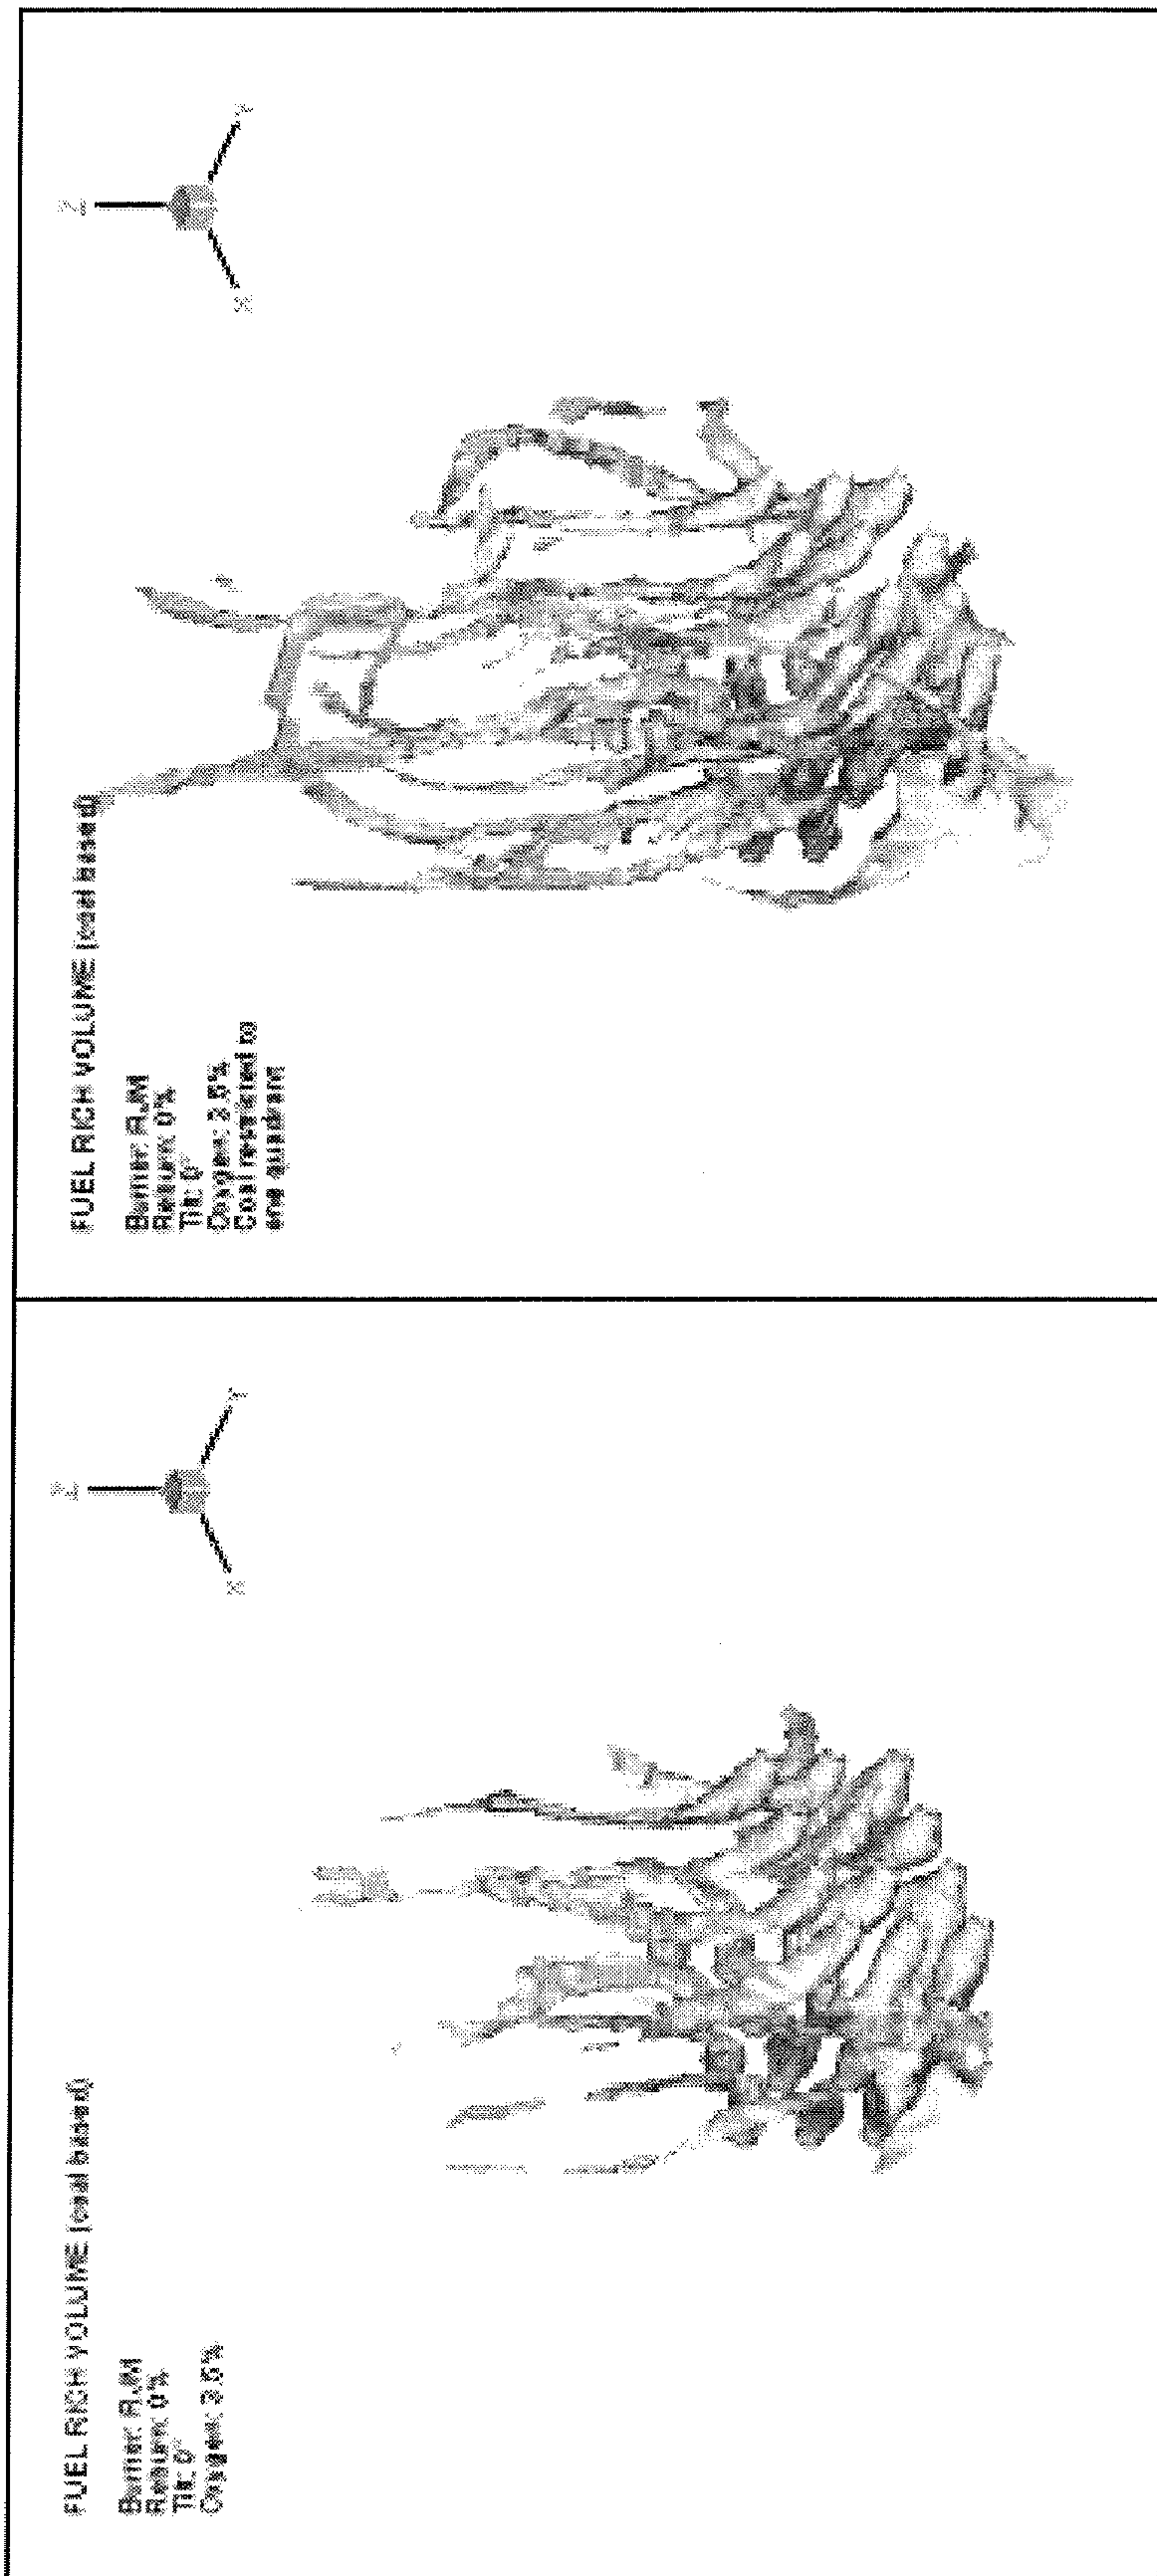 FUEL RICH VOLUME (coal based)
Burner: RJM
Reburn: 0%
Tilt: 0°
Oxygen: 3.5%
Z
X
Y
FUEL RICH VOLUME (coal based)
Burner: RJM
Reburn: 0%
Tilt: 0°
Oxygen: 3.5%
Coal restricted to
one quadrant
Z
X
Y